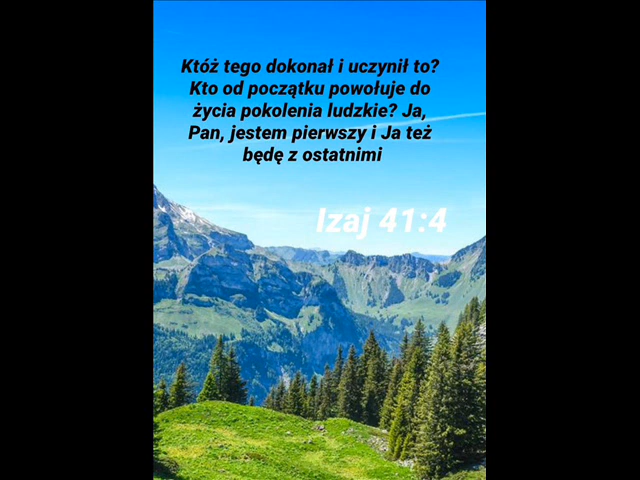 Któż tego dokonał i uczynił to?
Kto od początku powołuje do
życia pokolenia ludzkie? Ja,
Pan, jestem pierwszy i Ja też
będę z ostatnimi
Izaj 41:4